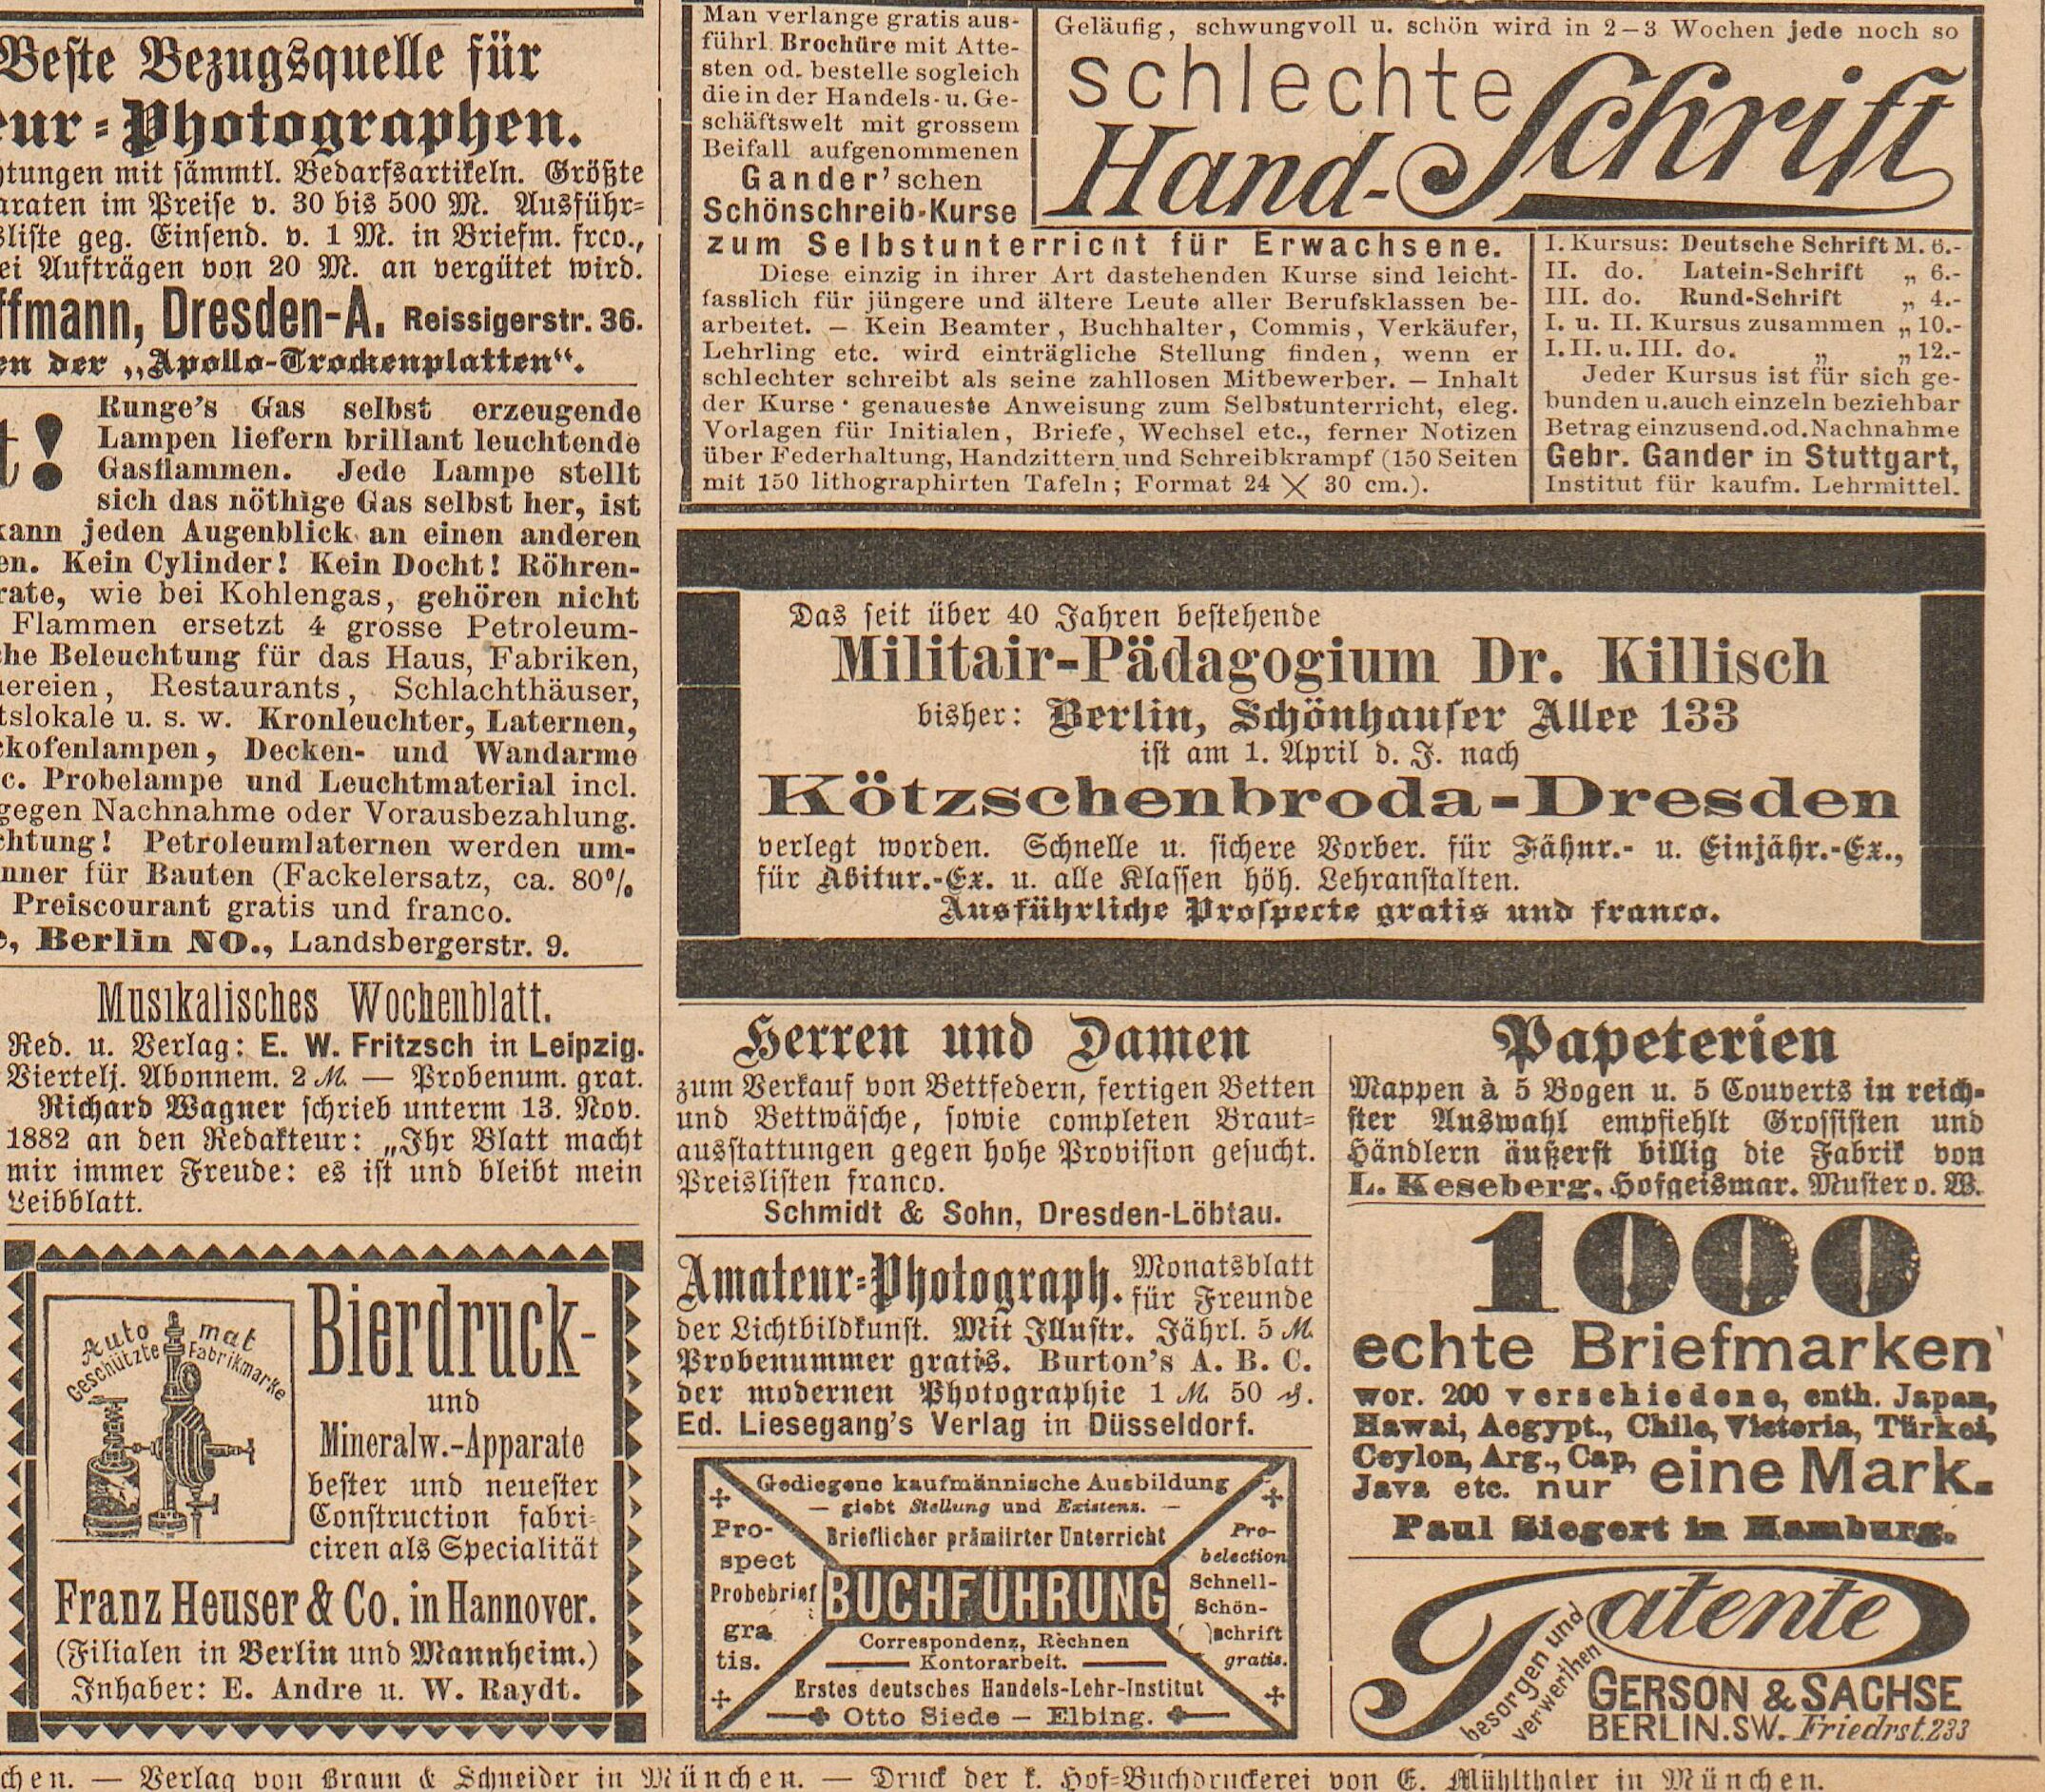 Beste Bezugsquelle für
eur-Photographen.
htungen mit sämmtl. Bedarfsartikeln. Größte
araten im Preise v. 30 bis 500 M. Ausführ-
sliste geg. Einsend. v. 1 M. in Briefm. frco.,
ei Aufträgen von 20 M. an vergütet wird.
ffmann, Dresden-A. Reissigerstr. 36.
en der „Apollo-Trockenplatten“.
t! Runge's Gas selbst erzeugende
Lampen liefern brillant leuchtende
Gasflammen. Jede Lampe stellt
sich das nöthige Gas selbst her, ist
kann jeden Augenblick an einen anderen
en. Kein Cylinder! Kein Docht! Röhren-
rate, wie bei Kohlengas, gehören nicht
Flammen ersetzt 4 grosse Petroleum-
che Beleuchtung für das Haus, Fabriken,
uereien, Restaurants, Schlachthäuser,
tslokale u. s. w. Kronleuchter, Laternen,
ckofenlampen, Decken- und Wandarme
c. Probelampe und Leuchtmaterial incl.
gegen Nachnahme oder Vorausbezahlung.
chtung! Petroleumlaternen werden um-
nner für Bauten (Fackelersatz, ca. 80%
Preiscourant gratis und franco.
e, Berlin NO., Landsbergerstr. 9.
Musikalisches Wochenblatt.
Red. u. Verlag: E. W. Fritzsch in Leipzig.
Viertelj. Abonnem. 2 M. — Probenum. grat.
Richard Wagner schrieb unterm 13. Nov.
1882 an den Redakteur: „Ihr Blatt macht
mir immer Freude: es ist und bleibt mein
Leibblatt.
Automat
Geschützte Fabrikmarke
Bierdruck-
und
Mineralw.-Apparate
bester und neuester
Construction fabri-
ciren als Specialität
Franz Heuser & Co. in Hannover.
(Filialen in Berlin und Mannheim.)
Inhaber: E. Andre u. W. Raydt.
Man verlange gratis aus-
führl. Brochüre mit Atte-
sten od. bestelle sogleich
die in der Handels- u. Ge-
schäftswelt mit grossem
Beifall aufgenommenen
Gander'schen
Schönschreib-Kurse
Geläufig, schwungvoll u. schön wird in 2–3 Wochen jede noch so
schlechte
Hand-Schrift
zum Selbstunterricht für Erwachsene.
Diese einzig in ihrer Art dastehenden Kurse sind leicht-
fasslich für jüngere und ältere Leute aller Berufsklassen be-
arbeitet. — Kein Beamter, Buchhalter, Commis, Verkäufer,
Lehrling etc. wird einträgliche Stellung finden, wenn er
schlechter schreibt als seine zahllosen Mitbewerber. — Inhalt
der Kurse: genaueste Anweisung zum Selbstunterricht, eleg.
Vorlagen für Initialen, Briefe, Wechsel etc., ferner Notizen
über Federhaltung, Handzittern und Schreibkrampf (150 Seiten
mit 150 lithographirten Tafeln; Format 24 X 30 cm.).
I. Kursus: Deutsche Schrift M. 6.-
II. do. Latein-Schrift „ 6.-
III. do. Rund-Schrift „ 4.-
I. u. II. Kursus zusammen „ 10.-
I. II. u. III. do. „ „ 12.-
Jeder Kursus ist für sich ge-
bunden u. auch einzeln beziehbar
Betrag einzusend. od. Nachnahme
Gebr. Gander in Stuttgart,
Institut für kaufm. Lehrmittel.
Das seit über 40 Jahren bestehende
Militair-Pädagogium Dr. Killisch
bisher: Berlin, Schönhauser Allee 133
ist am 1. April d. J. nach
Kötzschenbroda-Dresden
verlegt worden. Schnelle u. sichere Vorber. für Fähnr.- u. Einjähr.-Ex.,
für Abitur.-Ex. u. alle Klassen höh. Lehranstalten.
Ausführliche Prospecte gratis und franco.
Herren und Damen
zum Verkauf von Bettfedern, fertigen Betten
und Bettwäsche, sowie completen Braut-
ausstattungen gegen hohe Provision gesucht.
Preislisten franco.
Schmidt & Sohn, Dresden-Löbtau.
Amateur-Photograph. Monatsblatt
für Freunde
der Lichtbildkunst. Mit Illustr. Jährl. 5 M.
Probenummer gratis. Burton's A. B. C.
der modernen Photographie 1 M. 50 ₰.
Ed. Liesegang's Verlag in Düsseldorf.
Gediegene kaufmännische Ausbildung
— giebt Stellung und Existenz. —
Brieflicher prämiirter Unterricht
Pro-
spect
Probebrief
gra
tis.
BUCHFÜHRUNG
Pro-
belection
Schnell-
Schön-
schrift
gratis.
Correspondenz, Rechnen
Kontorarbeit.
Erstes deutsches Handels-Lehr-Institut
Otto Siede — Elbing.
Papeterien
Mappen à 5 Bogen u. 5 Couverts in reich-
ster Auswahl empfiehlt Grossisten und
Händlern äußerst billig die Fabrik von
L. Keseberg, Hofgeismar. Muster o. W.
1000
echte Briefmarken
wor. 200 verschiedene, enth. Japan,
Hawai, Aegypt., Chile, Victoria, Türkei,
Ceylon, Arg., Cap,
Java etc. nur eine Mark.
Paul Siegert in Hamburg.
Patente
besorgen und
verwerthen
GERSON & SACHSE
BERLIN.SW. Friedrst.233
chen. — Verlag von Braun & Schneider in München. — Druck der k. Hof-Buchdruckerei von E. Mühlthaler in München.